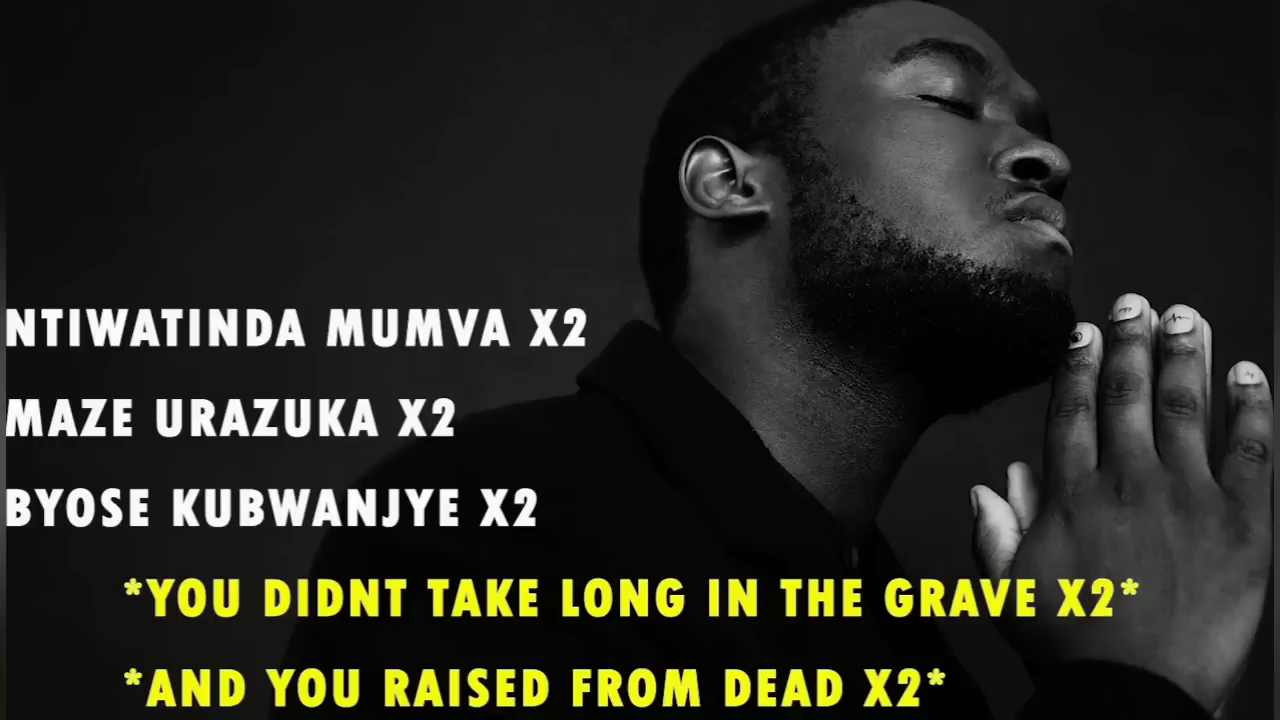 NTIWATINDA MUMVA X2
MAZE URAZUKA X2
BYOSE KUBWANJYE X2
*YOU DIDNT TAKE LONG IN THE GRAVE X2*
*AND YOU RAISED FROM DEAD X2*